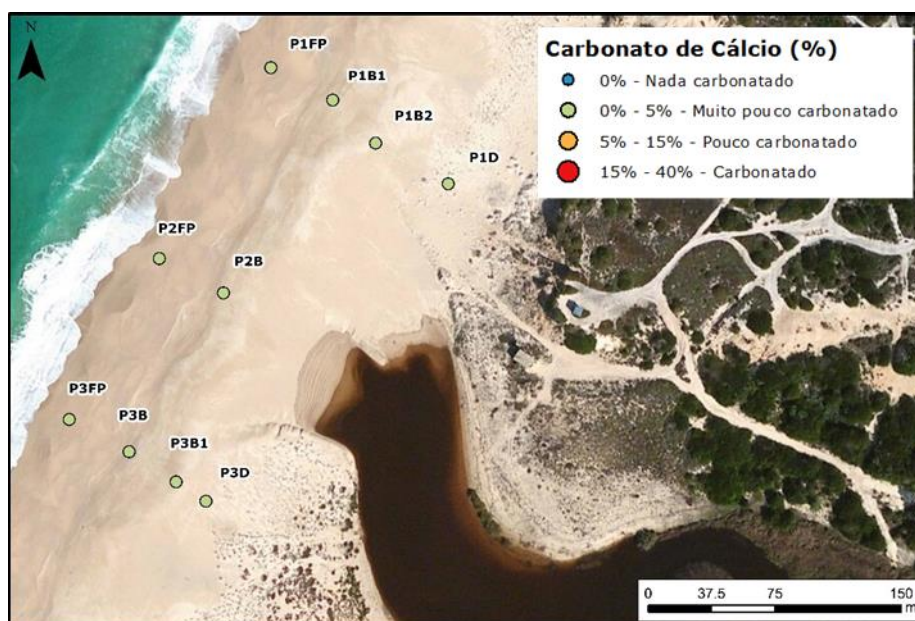 N
P1FP
P1B1
P1B2
P1D
P2FP
P2B
P3FP
P3B
P3B1
P3D
Carbonato de Cálcio (%)
0% - Nada carbonatado
0% - 5% - Muito pouco carbonatado
5% - 15% - Pouco carbonatado
15% - 40% - Carbonatado
0 37.5 75 150
m